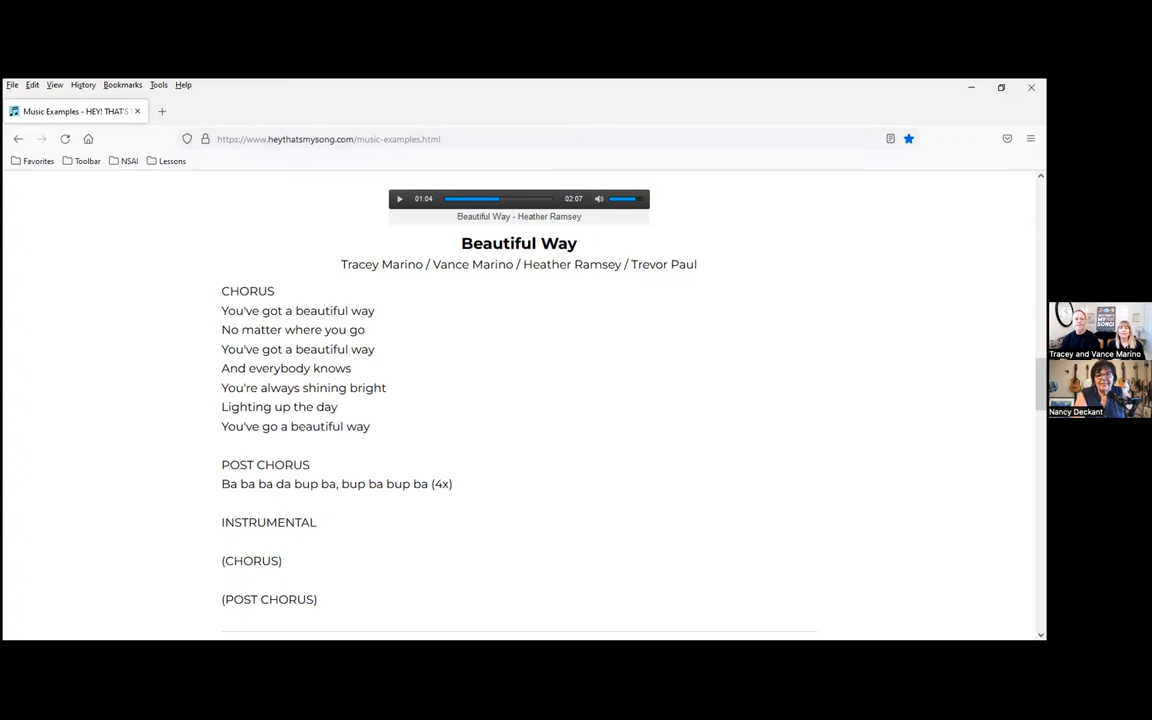 File Edit View History Bookmarks Tools Help
Music Examples - HEY! THAT'S
https://www.heythatsmysong.com/music-examples.html
Favorites Toolbar NSAI Lessons
01:04 02:07
Beautiful Way - Heather Ramsey
Beautiful Way
Tracey Marino / Vance Marino / Heather Ramsey / Trevor Paul
CHORUS
You've got a beautiful way
No matter where you go
You've got a beautiful way
And everybody knows
You're always shining bright
Lighting up the day
You've go a beautiful way
POST CHORUS
Ba ba ba da bup ba, bup ba bup ba (4x)
INSTRUMENTAL
(CHORUS)
(POST CHORUS)
MY
SONG!
Tracey and Vance Marino
Nancy Deckant